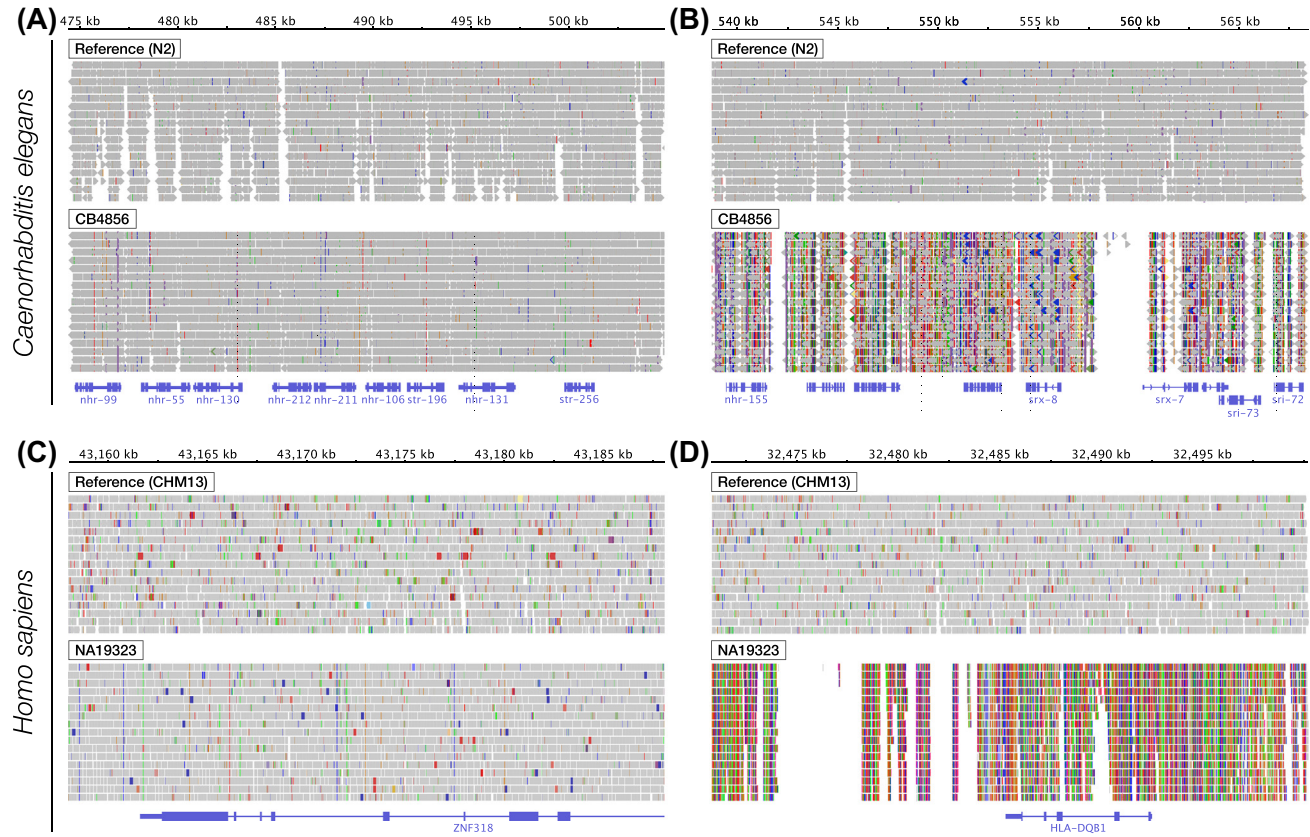 (A)
475 kb 480 kb 485 kb 490 kb 495 kb 500 kb
Reference (N2)
CB4856
nhr-99 nhr-55 nhr-130 nhr-212 nhr-211 nhr-106 str-196 nhr-131 str-256
(B)
540 kb 545 kb 550 kb 555 kb 560 kb 565 kb
Reference (N2)
CB4856
nhr-155 srx-8 srx-7 sri-73 sri-72
Caenorhabditis elegans
(C)
43,160 kb 43,165 kb 43,170 kb 43,175 kb 43,180 kb 43,185 kb
Reference (CHM13)
NA19323
ZNF318
(D)
32,475 kb 32,480 kb 32,485 kb 32,490 kb 32,495 kb
Reference (CHM13)
NA19323
HLA-DQB1
Homo sapiens